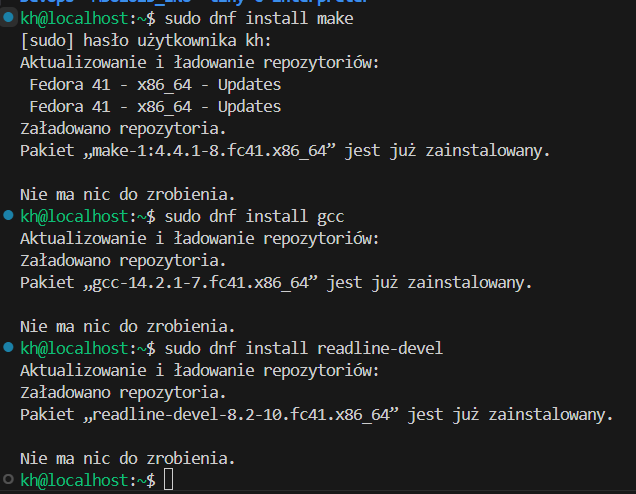 kh@localhost:~$ sudo dnf install make
[sudo] hasło użytkownika kh:
Aktualizowanie i ładowanie repozytoriów:
 Fedora 41 - x86_64 - Updates
 Fedora 41 - x86_64 - Updates
Załadowano repozytoria.
Pakiet „make-1:4.4.1-8.fc41.x86_64” jest już zainstalowany.

Nie ma nic do zrobienia.
kh@localhost:~$ sudo dnf install gcc
Aktualizowanie i ładowanie repozytoriów:
Załadowano repozytoria.
Pakiet „gcc-14.2.1-7.fc41.x86_64” jest już zainstalowany.

Nie ma nic do zrobienia.
kh@localhost:~$ sudo dnf install readline-devel
Aktualizowanie i ładowanie repozytoriów:
Załadowano repozytoria.
Pakiet „readline-devel-8.2-10.fc41.x86_64” jest już zainstalowany.

Nie ma nic do zrobienia.
kh@localhost:~$